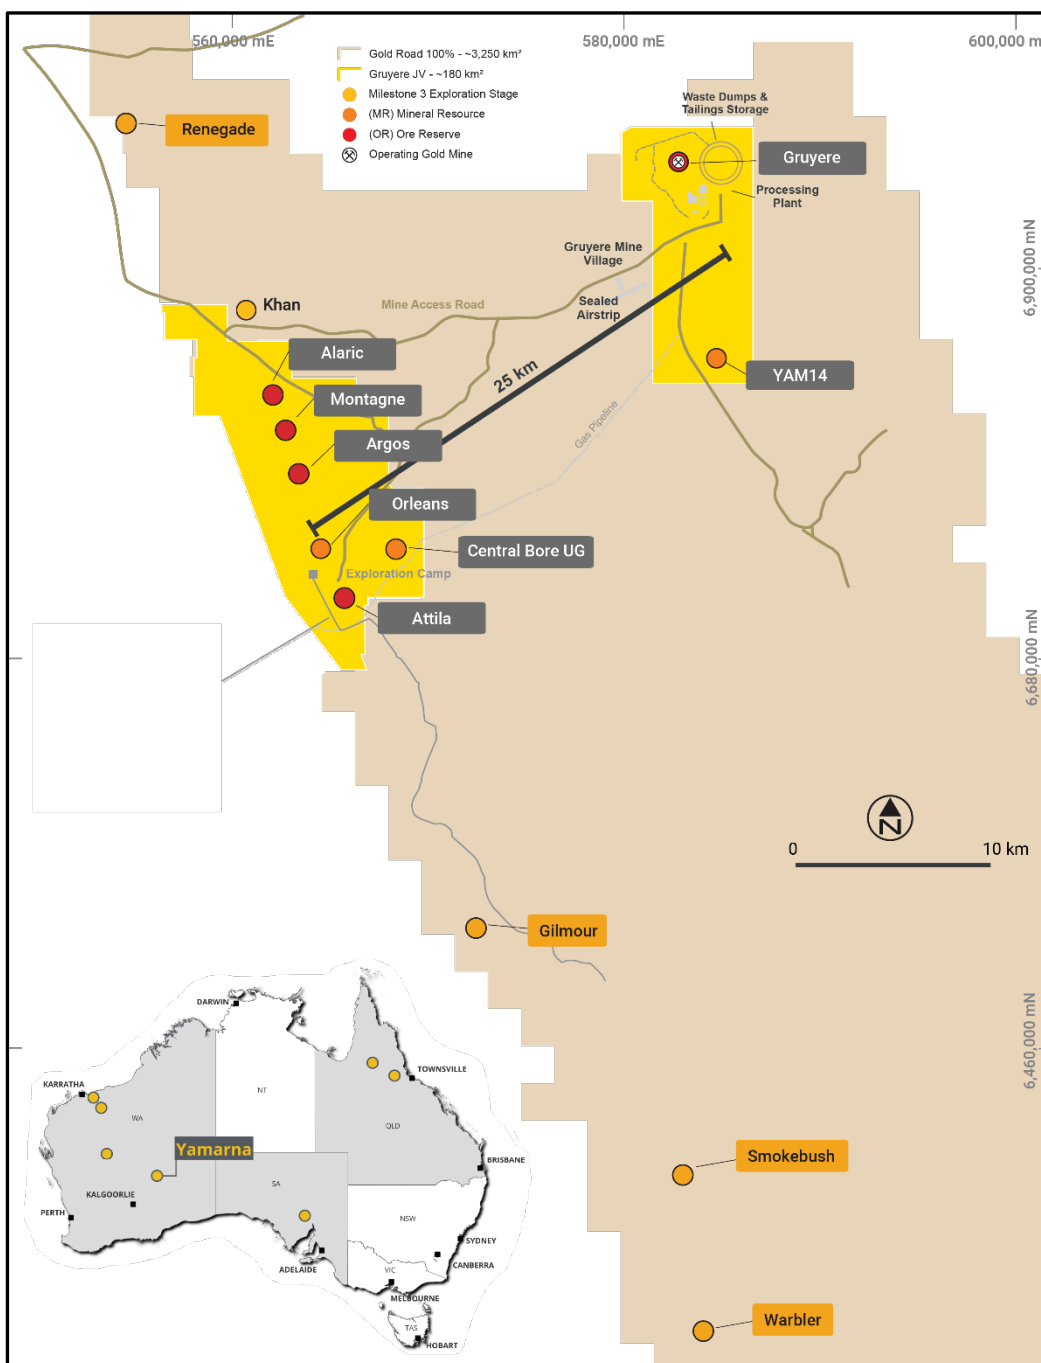 560,000 mE
580,000 mE
600,000 m
Gold Road 100% - ~3,250 km²
Gruyere JV - ~180 km²
Milestone 3 Exploration Stage
(MR) Mineral Resource
(OR) Ore Reserve
Operating Gold Mine
Waste Dumps &
Tailings Storage
Renegade
Gruyere
Processing
Plant
6,900,000 mN
Gruyere Mine
Village
Sealed
Airstrip
Khan
Mine Access Road
Alaric
25 km
YAM14
Montagne
Gas Pipeline
Argos
Orleans
Central Bore UG
Exploration Camp
Attila
6,680,000 mN
N
0
10 km
Gilmour
6,460,000 mN
DARWIN
KARRATHA
TOWNSVILLE
NT
WA
QLD
Yamarna
BRISBANE
SA
KALGOORLIE
PERTH
NSW
SYDNEY
CANBERRA
ADELAIDE
VIC
MELBOURNE
TAS
HOBART
Smokebush
Warbler